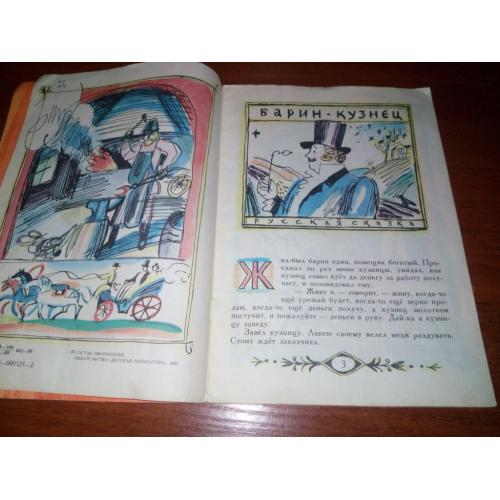 БАРИН-КУЗНЕЦ
РУССКАЯ СКАЗКА
Жил-был барин один, помещик богатый. Про-
езжал он раз мимо кузницы, увидал, как
кузнец ловко куёт да деньгу за работу полу-
чает, и позавидовал ему.
— Живу я, — говорит, — живу, когда-то
ещё урожай будет, когда-то ещё зерно про-
дам, когда-то ещё деньги получу, а кузнец молотком
постучит, и пожалуйте — деньги в руку. Дай-ка я кузни-
цу заведу.
Завёл кузницу. Лакею своему велел мехи раздувать.
Стоит ждёт заказчика.
3